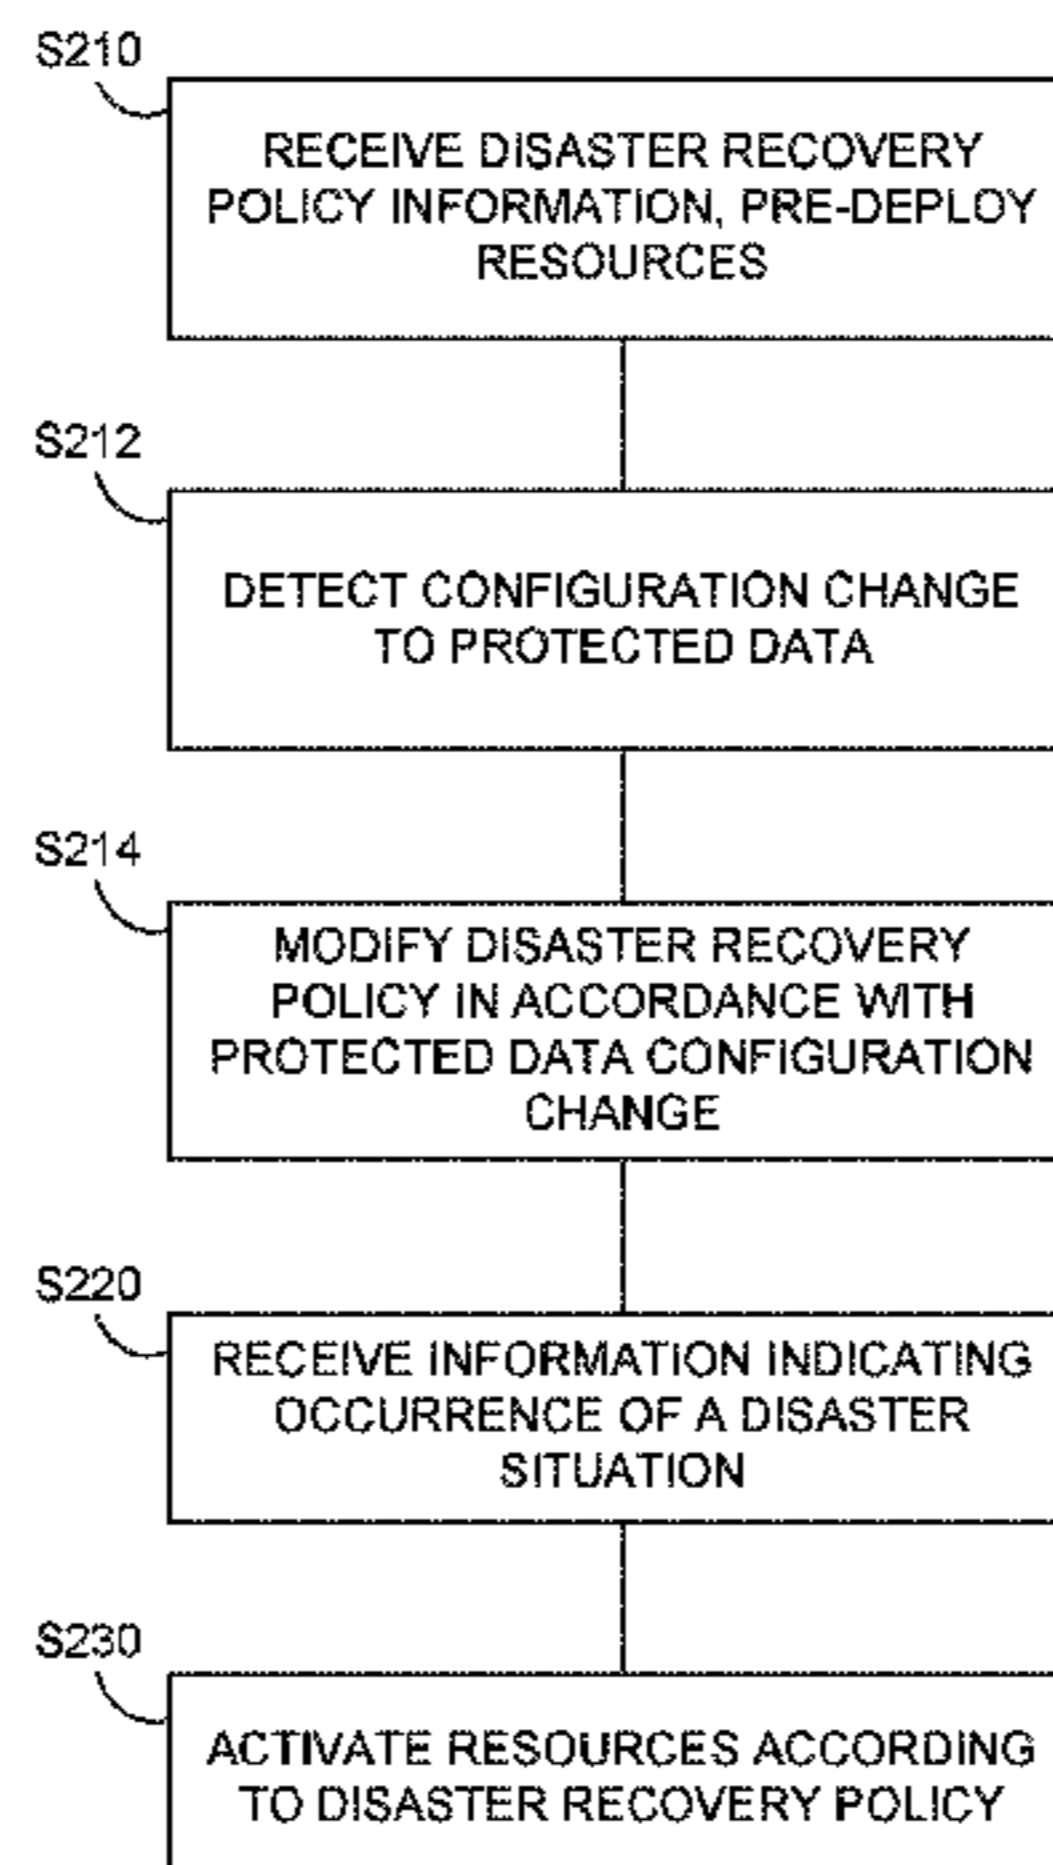 S210
RECEIVE DISASTER RECOVERY
POLICY INFORMATION, PRE-DEPLOY
RESOURCES
S212
DETECT CONFIGURATION CHANGE
TO PROTECTED DATA
S214
MODIFY DISASTER RECOVERY
POLICY IN ACCORDANCE WITH
PROTECTED DATA CONFIGURATION
CHANGE
S220
RECEIVE INFORMATION INDICATING
OCCURRENCE OF A DISASTER
SITUATION
S230
ACTIVATE RESOURCES ACCORDING
TO DISASTER RECOVERY POLICY